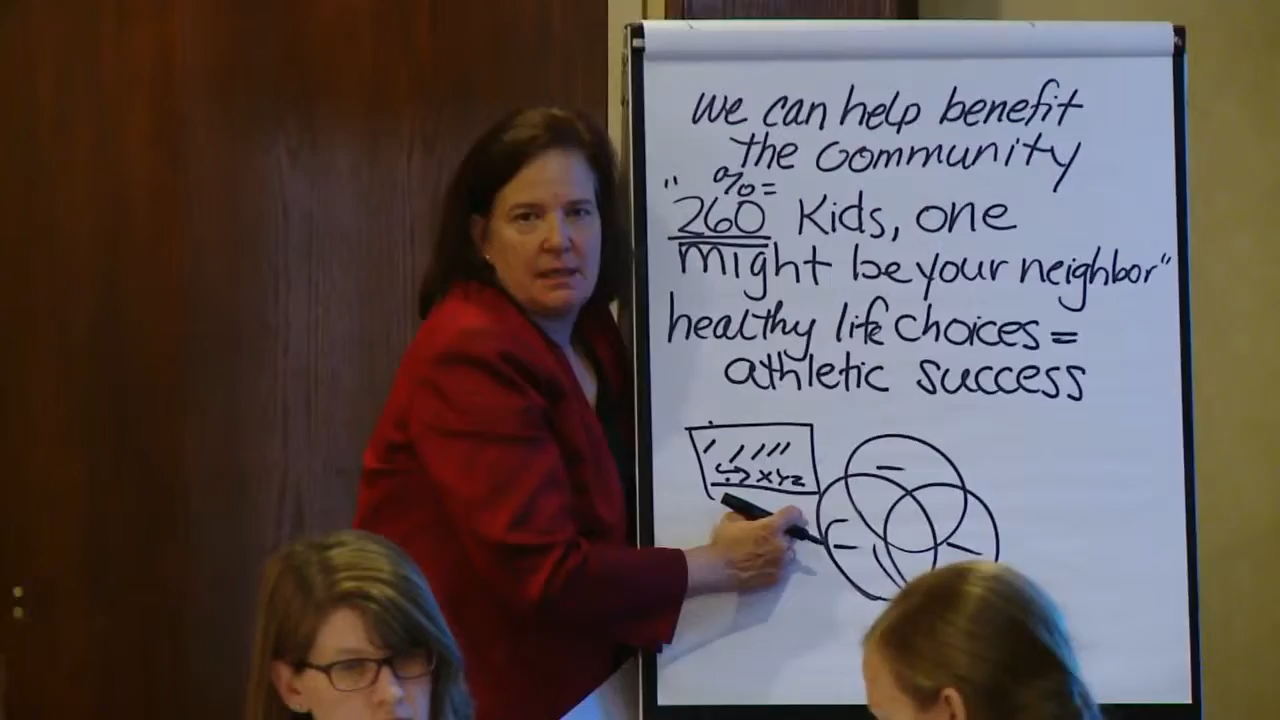 we can help benefit
the community
%=
"260 Kids, one
might be your neighbor"
healthy life choices =
athletic success
XYZ